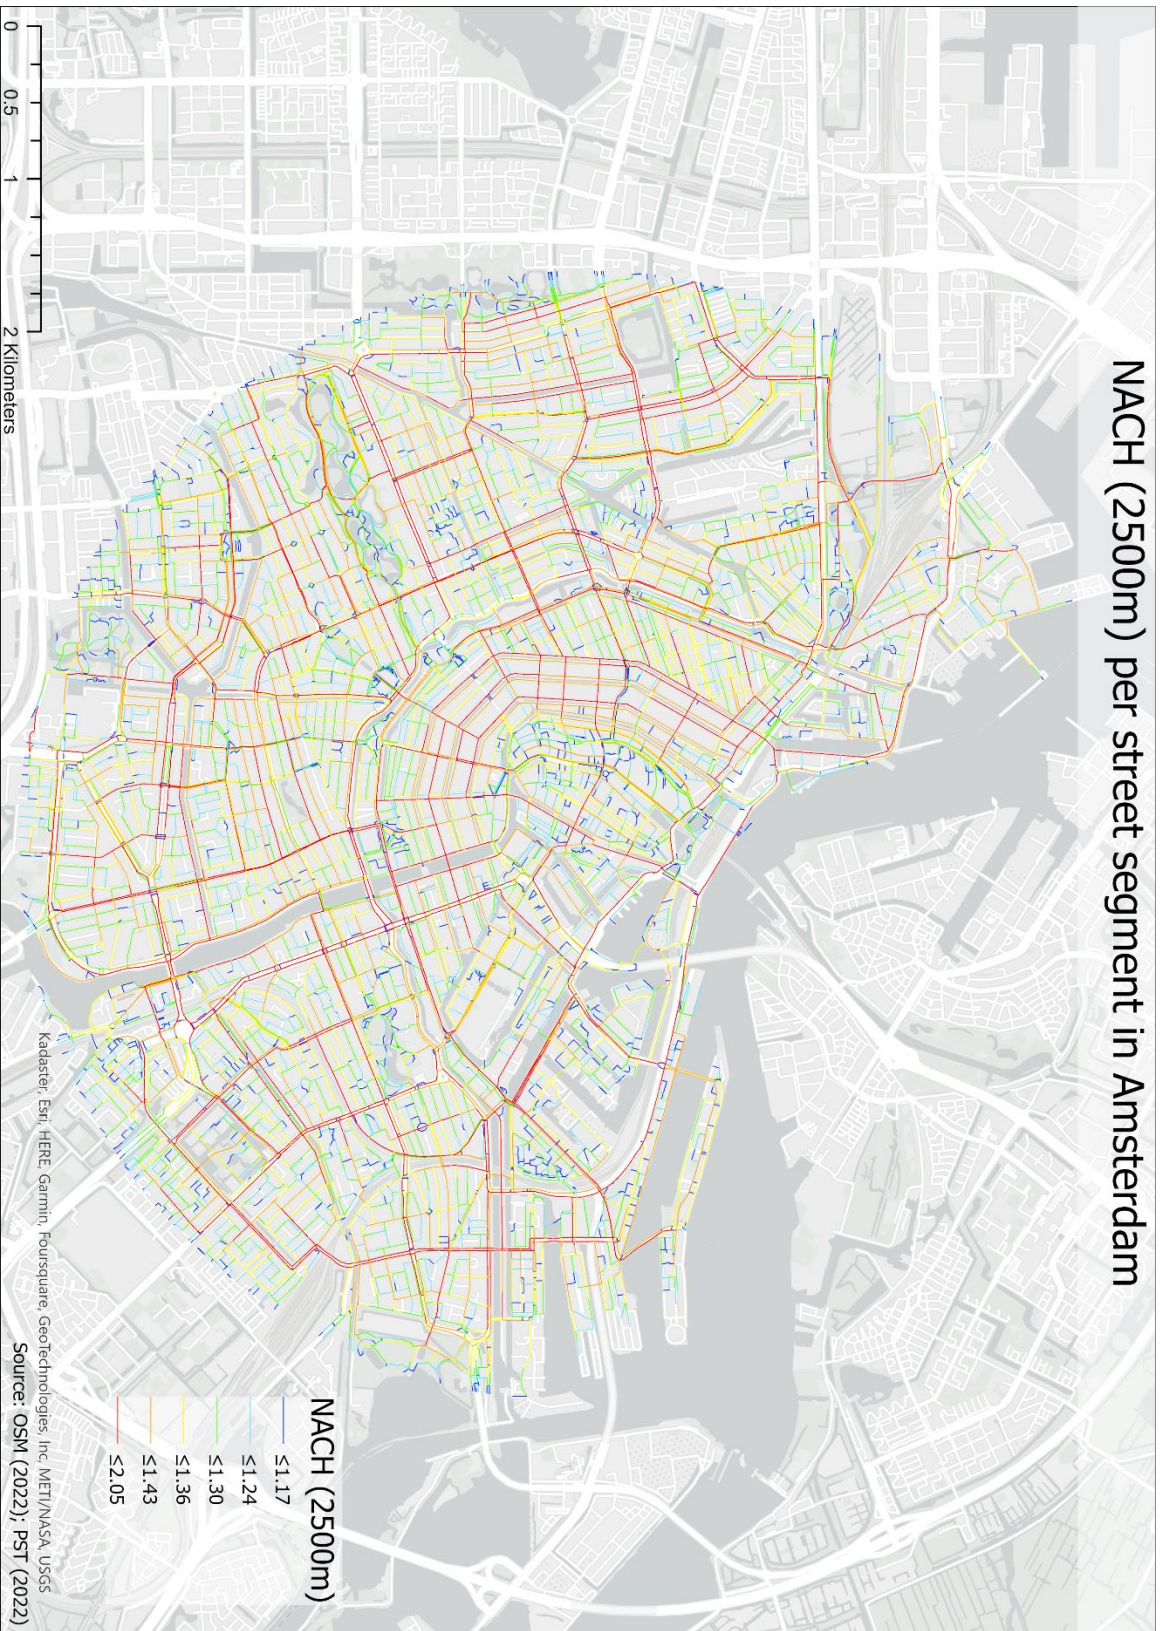 NACH (2500m) per street segment in Amsterdam
NACH (2500m)
≤1.17
≤1.24
≤1.30
≤1.36
≤1.43
≤2.05
0 0.5 1 2 Kilometers
Kadaster, Esri, HERE, Garmin, Foursquare, GeoTechnologies, Inc, METI/NASA, USGS
Source: OSM (2022); PST (2022)